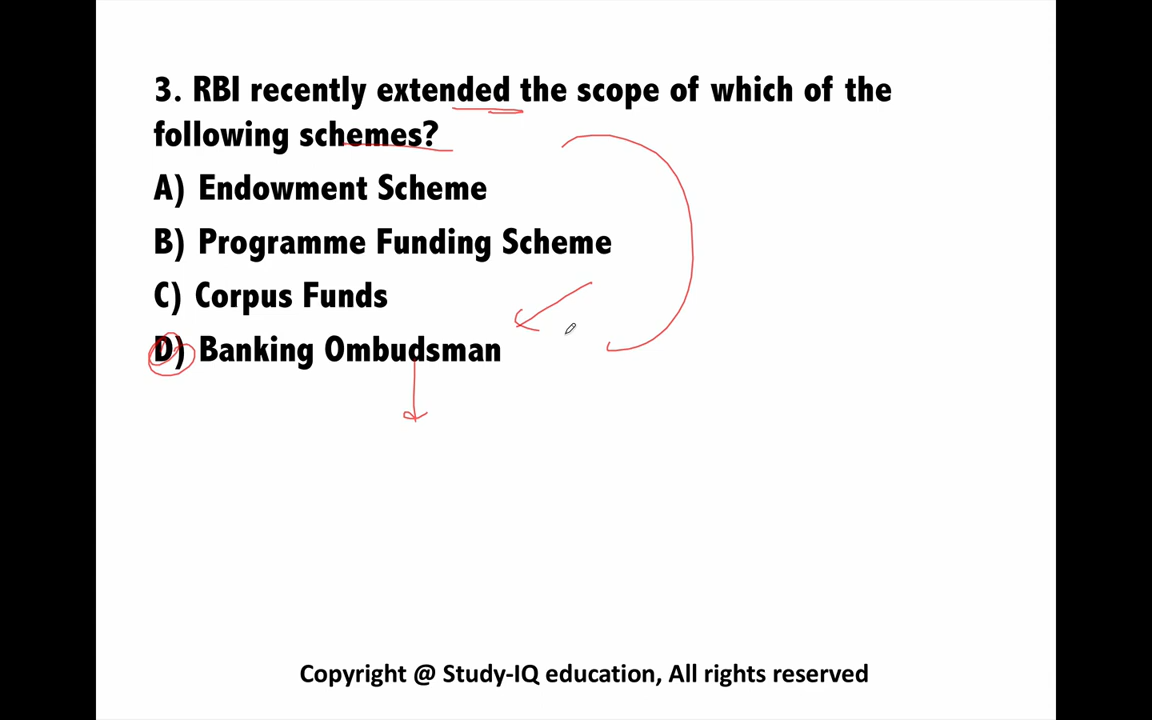 3. RBI recently extended the scope of which of the
following schemes?
A) Endowment Scheme
B) Programme Funding Scheme
C) Corpus Funds
D) Banking Ombudsman
Copyright @ Study-IQ education, All rights reserved